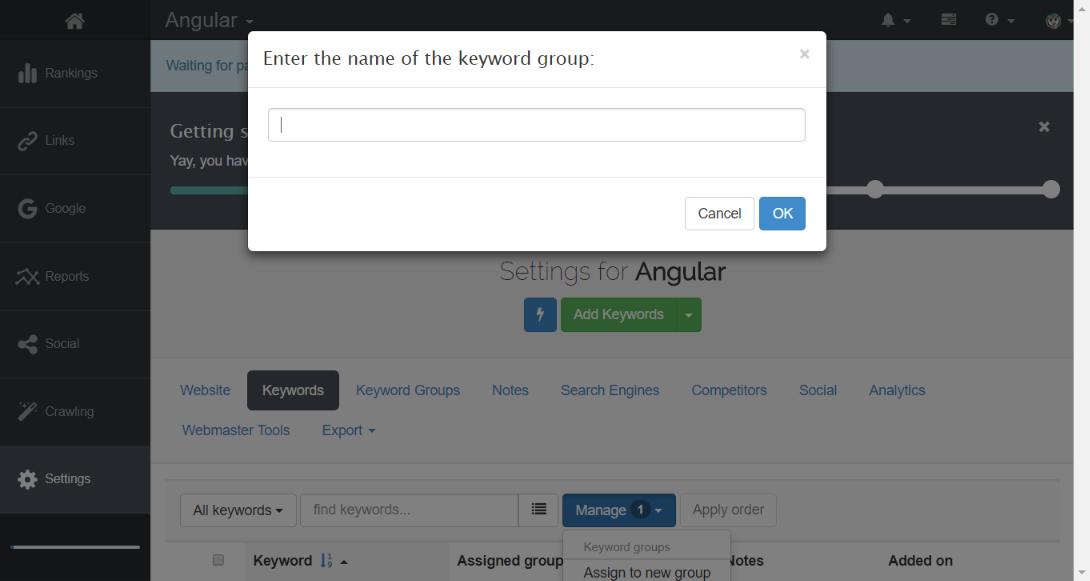 Angular
Enter the name of the keyword group:
×
Waiting for pa
Rankings
Getting s
Yay, you hav
Links
Google
Cancel
OK
Reports
Settings for Angular
Add Keywords
Social
Website
Keywords
Keyword Groups
Notes
Search Engines
Competitors
Social
Analytics
Crawling
Webmaster Tools
Export
Settings
All keywords
find keywords...
Manage 1
Apply order
Keyword groups
Keyword
Assigned group
Notes
Added on
Assign to new group